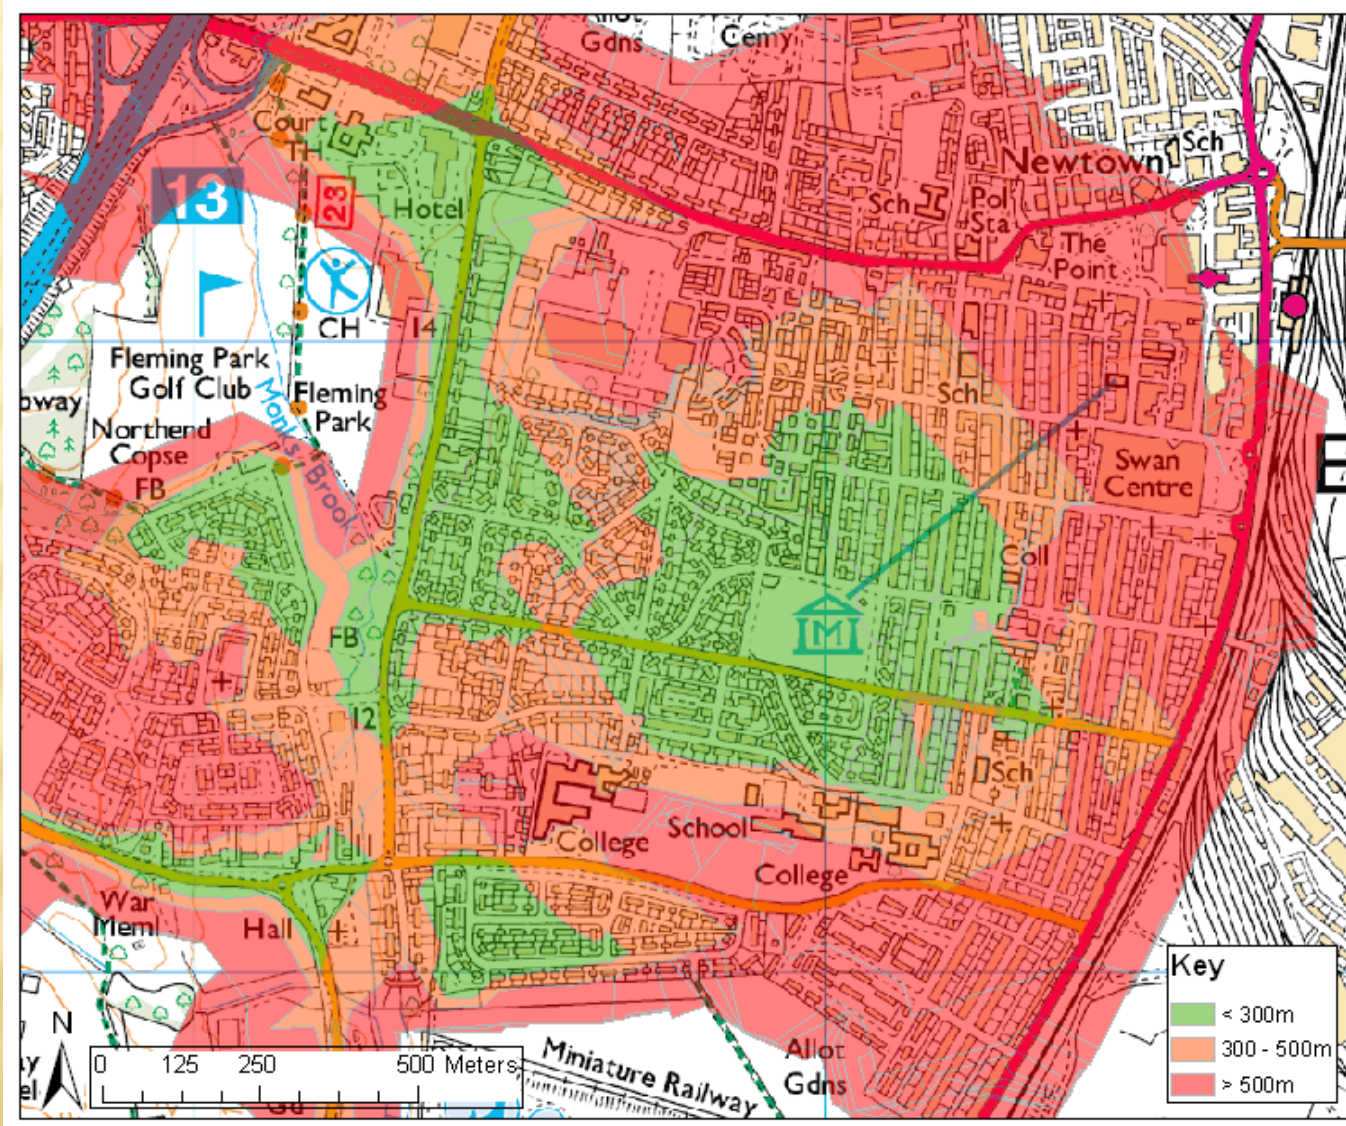 Gdns
Cemy
Court
TH
Sch
Newtown
13
23
Hotel
Sch
Pol
Sta
The
Point
CH
14
Fleming Park
Golf Club
Fleming
Park
Monks Brook
Northend
Copse
FB
Sch
Swan
Centre
Coll
M
FB
12
Sch
College
School
College
War
Meml
Hall
Key
< 300m
300 - 500m
> 500m
N
0 125 250 500 Meters
Miniature Railway
Allot
Gdns